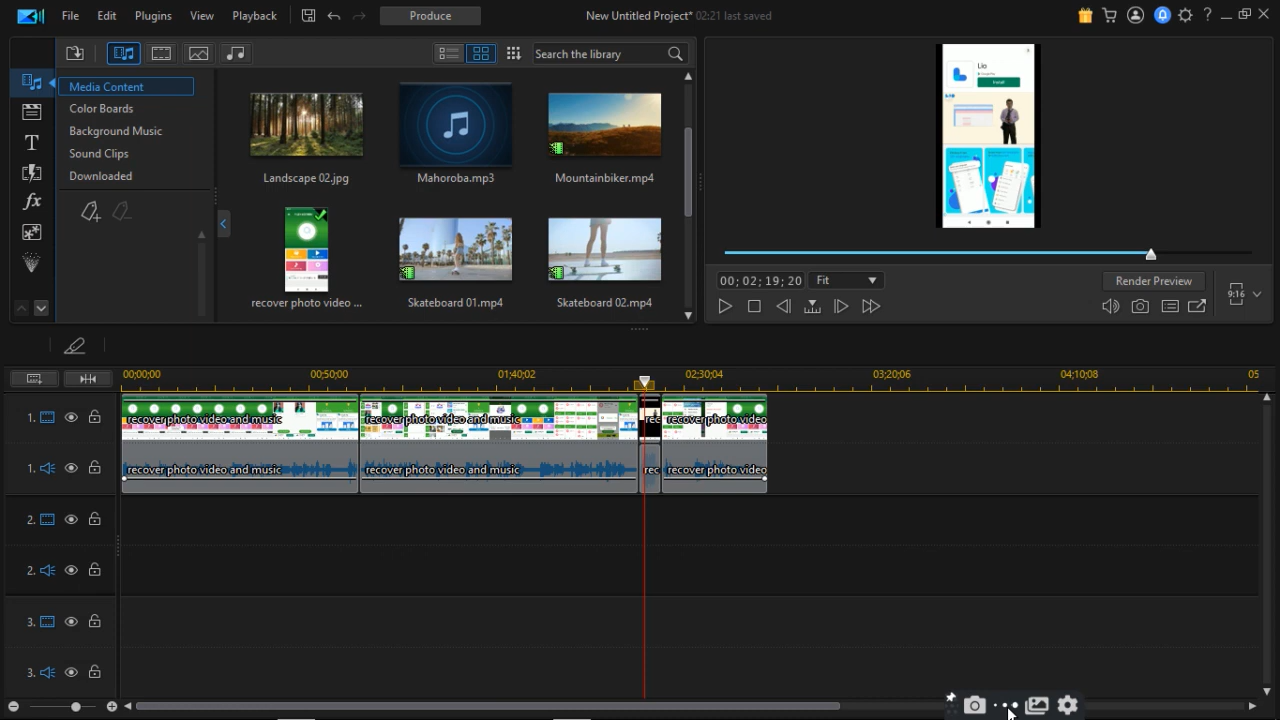 File Edit Plugins View Playback Produce New Untitled Project* 02:21 last saved
Search the library
Media Content
Color Boards
Background Music
Sound Clips
Downloaded
Landscape 02.jpg Mahoroba.mp3 Mountainbiker.mp4
recover photo video ... Skateboard 01.mp4 Skateboard 02.mp4
Lio
Install
00; 02; 19; 20 Fit Render Preview
9:16
00;00;00 00;50;00 01;40;02 02;30;04 03;20;06 04;10;08 05
1. recover photo video and music recover photo video and music rec recover photo video
1. recover photo video and music recover photo video and music rec recover photo video
2.
2.
3.
3.